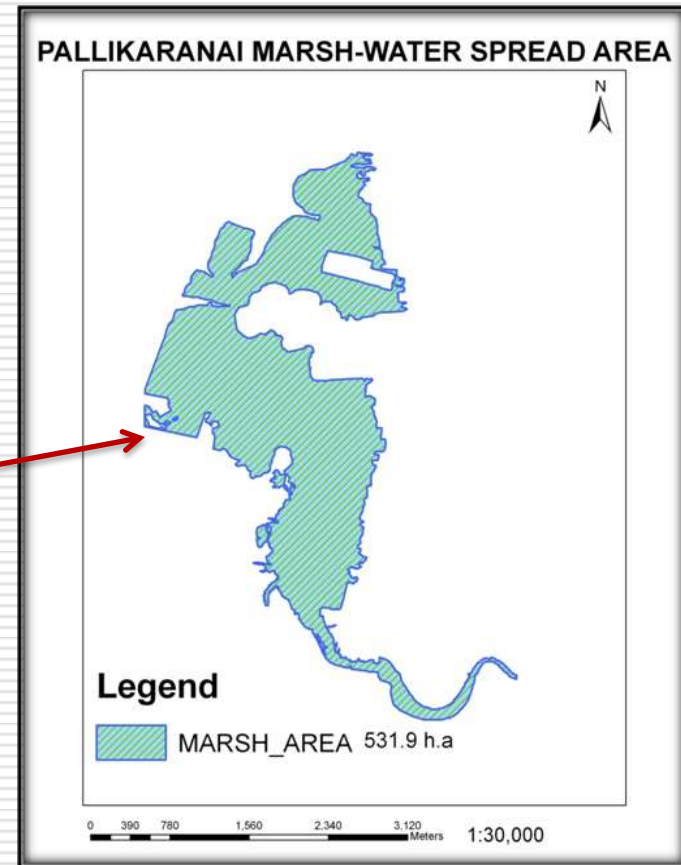 PALLIKARANAI MARSH-WATER SPREAD AREA
N
Legend
MARSH_AREA 531.9 h.a
0 390 780 1,560 2,340 3,120
Meters 1:30,000